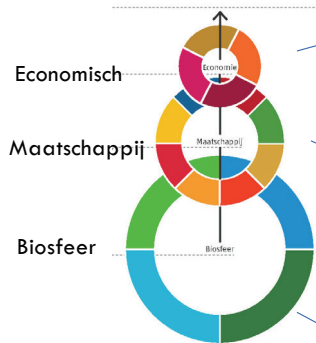 Economie
Economisch
Maatschappij
Maatschappij
Biosfeer
Biosfeer